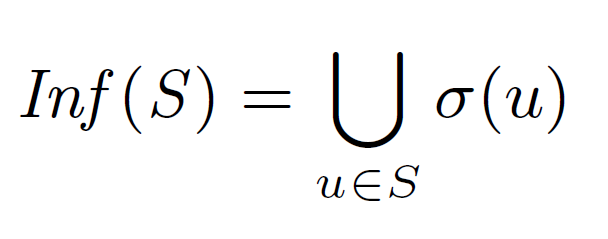 Inf(S) = ⋃ σ(u)
u∈S